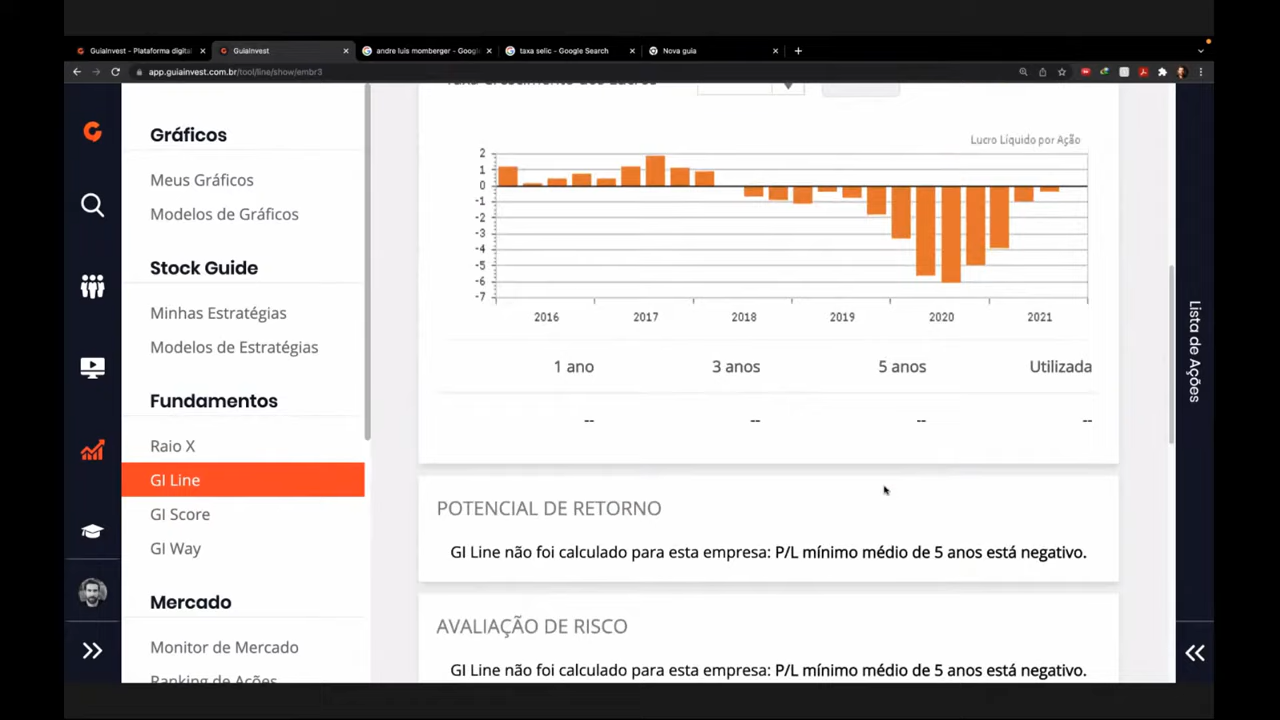 GuiaInvest - Plataforma digital
GuiaInvest
andre luis momberger - Goog
taxa selic - Google Search
Nova guia
app.guiainvest.com.br/tool/line/show/embr3
Gráficos
Meus Gráficos
Modelos de Gráficos
Stock Guide
Minhas Estratégias
Modelos de Estratégias
Fundamentos
Raio X
GI Line
GI Score
GI Way
Mercado
Monitor de Mercado
Ranking de Ações
Lucro Líquido por Ação
2
1
0
-1
-2
-3
-4
-5
-6
-7
2016 2017 2018 2019 2020 2021
1 ano 3 anos 5 anos Utilizada
-- -- -- --
POTENCIAL DE RETORNO
GI Line não foi calculado para esta empresa: P/L mínimo médio de 5 anos está negativo.
AVALIAÇÃO DE RISCO
GI Line não foi calculado para esta empresa: P/L mínimo médio de 5 anos está negativo.
Lista de Ações